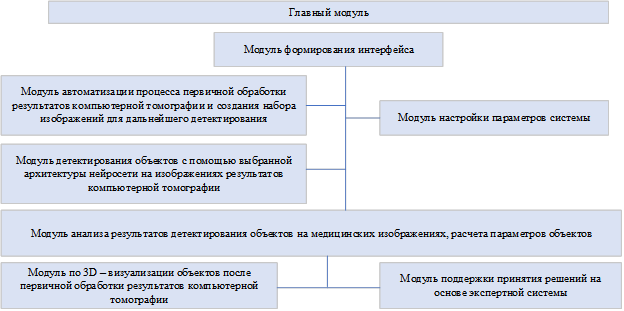 Главный модуль
Модуль формирования интерфейса
Модуль автоматизации процесса первичной обработки
результатов компьютерной томографии и создания набора
изображений для дальнейшего детектирования
Модуль настройки параметров системы
Модуль детектирования объектов с помощью выбранной
архитектуры нейросети на изображениях результатов
компьютерной томографии
Модуль анализа результатов детектирования объектов на медицинских изображениях, расчета параметров объектов
Модуль по 3D – визуализации объектов после
первичной обработки результатов компьютерной
томографии
Модуль поддержки принятия решений на
основе экспертной системы